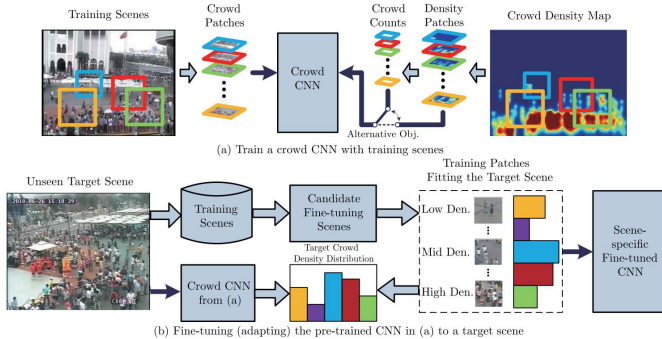 Training Scenes
Crowd
Patches
Crowd
Counts
Density
Patches
Crowd Density Map
Crowd
CNN
Alternative Obj.
(a) Train a crowd CNN with training scenes
Unseen Target Scene
2010-06-26 15:18:39
Training
Scenes
Candidate
Fine-tuning
Scenes
Training Patches
Fitting the Target Scene
Low Den.
Mid Den.
High Den.
Scene-
specific
Fine-tuned
CNN
Crowd CNN
from (a)
Target Crowd
Density Distribution
(b) Fine-tuning (adapting) the pre-trained CNN in (a) to a target scene